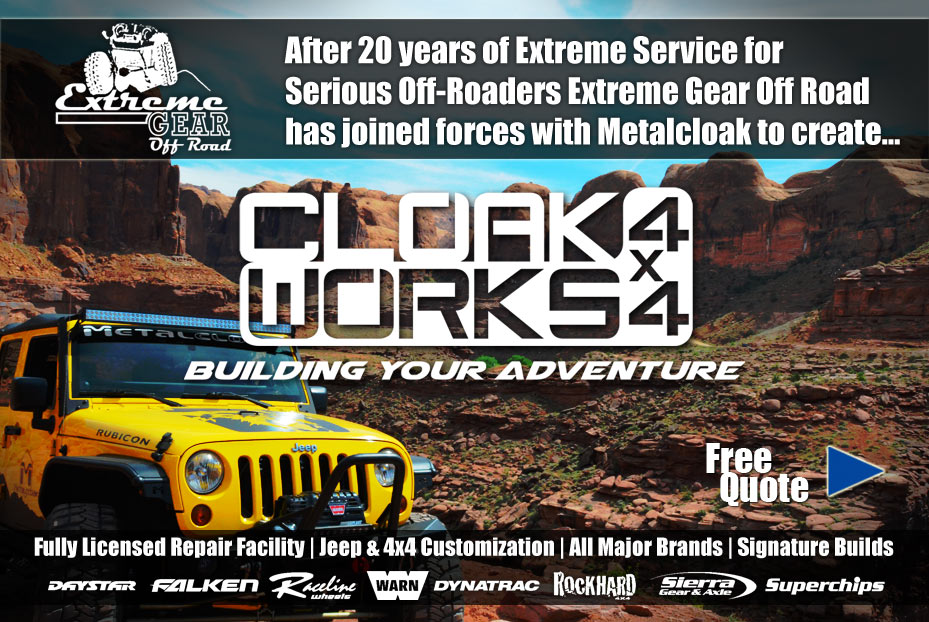 Extreme
GEAR
Off Road
After 20 years of Extreme Service for
Serious Off-Roaders Extreme Gear Off Road
has joined forces with Metalcloak to create...
CLOAK 4x4
WORKS
BUILDING YOUR ADVENTURE
METALCLO
RUBICON
Jeep
WARN
Free
Quote
Fully Licensed Repair Facility | Jeep & 4x4 Customization | All Major Brands | Signature Builds
DAYSTAR FALKEN Raceline WARN DYNATRAC ROCKHARD Sierra Superchips
wheels 4x4 Gear & Axle